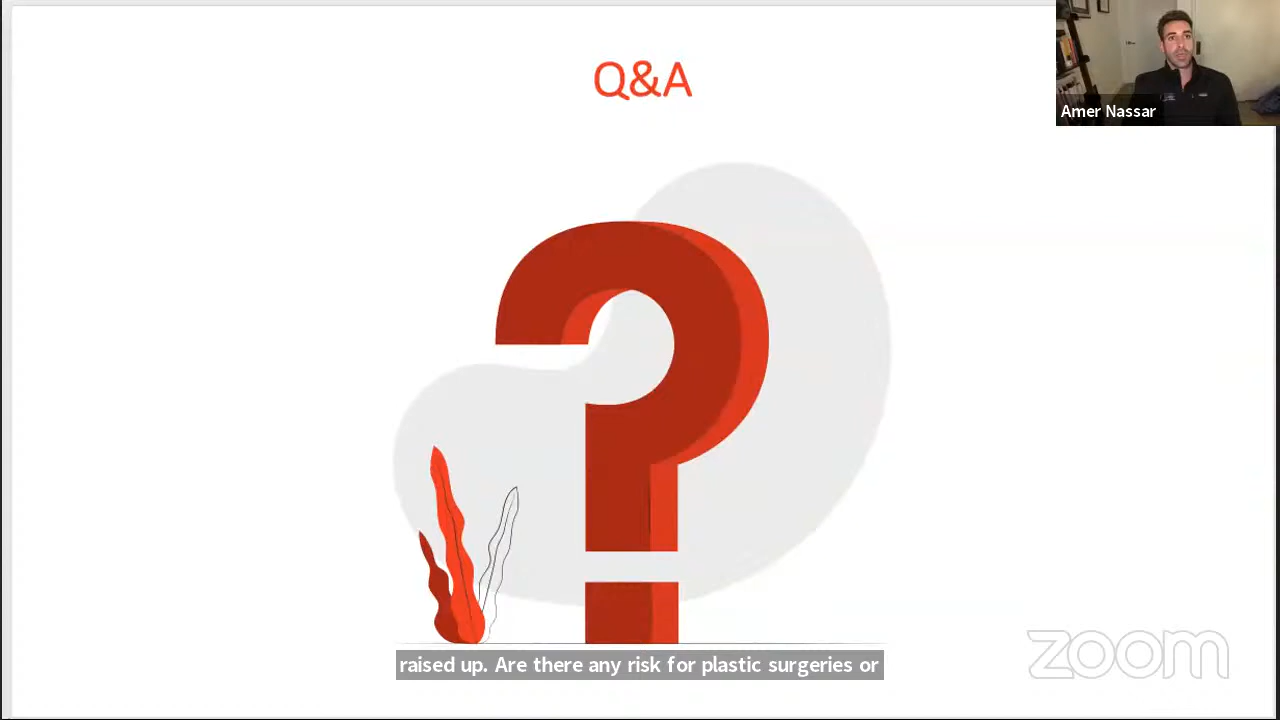 Q&A
Amer Nassar
raised up. Are there any risk for plastic surgeries or
zoom